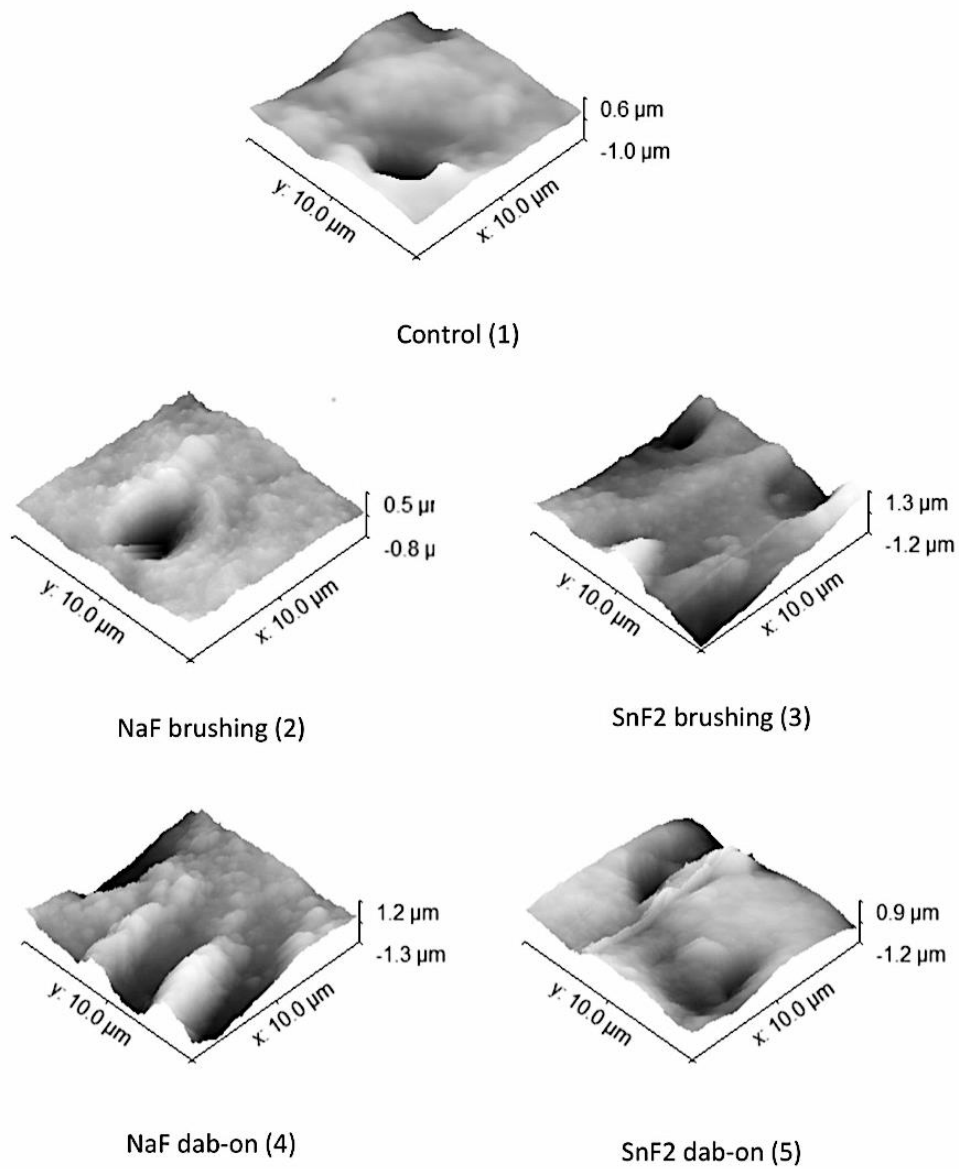 0.6 µm
-1.0 µm
y: 10.0 µm
x: 10.0 µm
Control (1)
0.5 µr
-0.8 µ
y: 10.0 µm
x: 10.0 µm
1.3 µm
-1.2 µm
y: 10.0 µm
x: 10.0 µm
NaF brushing (2)
SnF2 brushing (3)
1.2 µm
-1.3 µm
y: 10.0 µm
x: 10.0 µm
0.9 µm
-1.2 µm
y: 10.0 µm
x: 10.0 µm
NaF dab-on (4)
SnF2 dab-on (5)